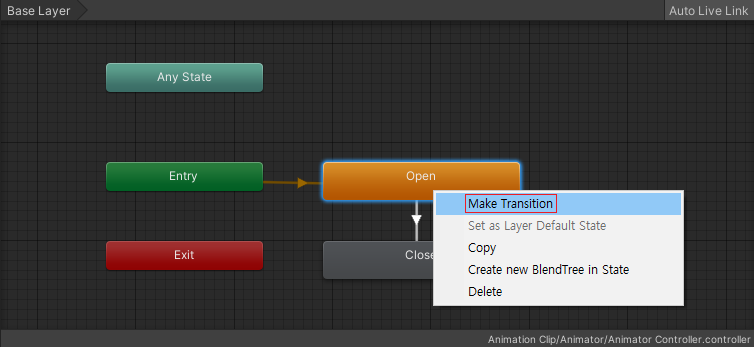 Base Layer
Auto Live Link
Any State
Entry
Open
Make Transition
Set as Layer Default State
Copy
Exit
Close
Create new BlendTree in State
Delete
Animation Clip/Animator/Animator Controller.controller